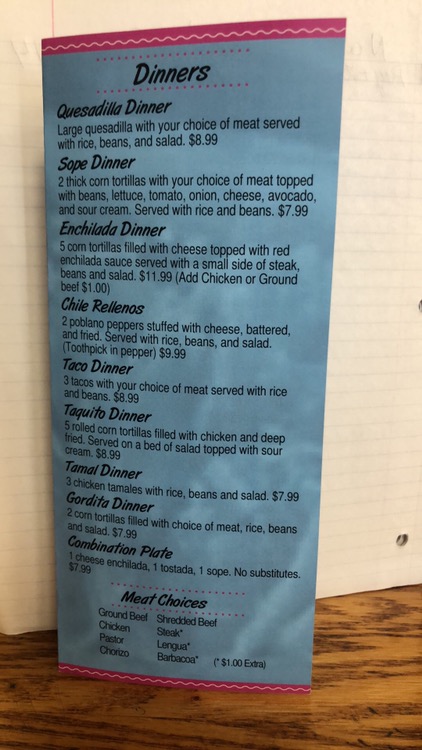 Dinners
Quesadilla Dinner
Large quesadilla with your choice of meat served
with rice, beans, and salad. $8.99
Sope Dinner
2 thick corn tortillas with your choice of meat topped
with beans, lettuce, tomato, onion, cheese, avocado,
and sour cream. Served with rice and beans. $7.99
Enchilada Dinner
5 corn tortillas filled with cheese topped with red
enchilada sauce served with a small side of steak,
beans and salad. $11.99 (Add Chicken or Ground
beef $1.00)
Chile Rellenos
2 poblano peppers stuffed with cheese, battered,
and fried. Served with rice, beans, and salad.
(Toothpick in pepper) $9.99
Taco Dinner
3 tacos with your choice of meat served with rice
and beans. $8.99
Taquito Dinner
5 rolled corn tortillas filled with chicken and deep
fried. Served on a bed of salad topped with sour
cream. $8.99
Tamal Dinner
3 chicken tamales with rice, beans and salad. $7.99
Gordita Dinner
2 corn tortillas filled with choice of meat, rice, beans
and salad. $7.99
Combination Plate
1 cheese enchilada, 1 tostada, 1 sope. No substitutes.
$7.99
Meat Choices
Ground Beef Shredded Beef
Chicken Steak*
Pastor Lengua*
Chorizo Barbacoa* (* $1.00 Extra)